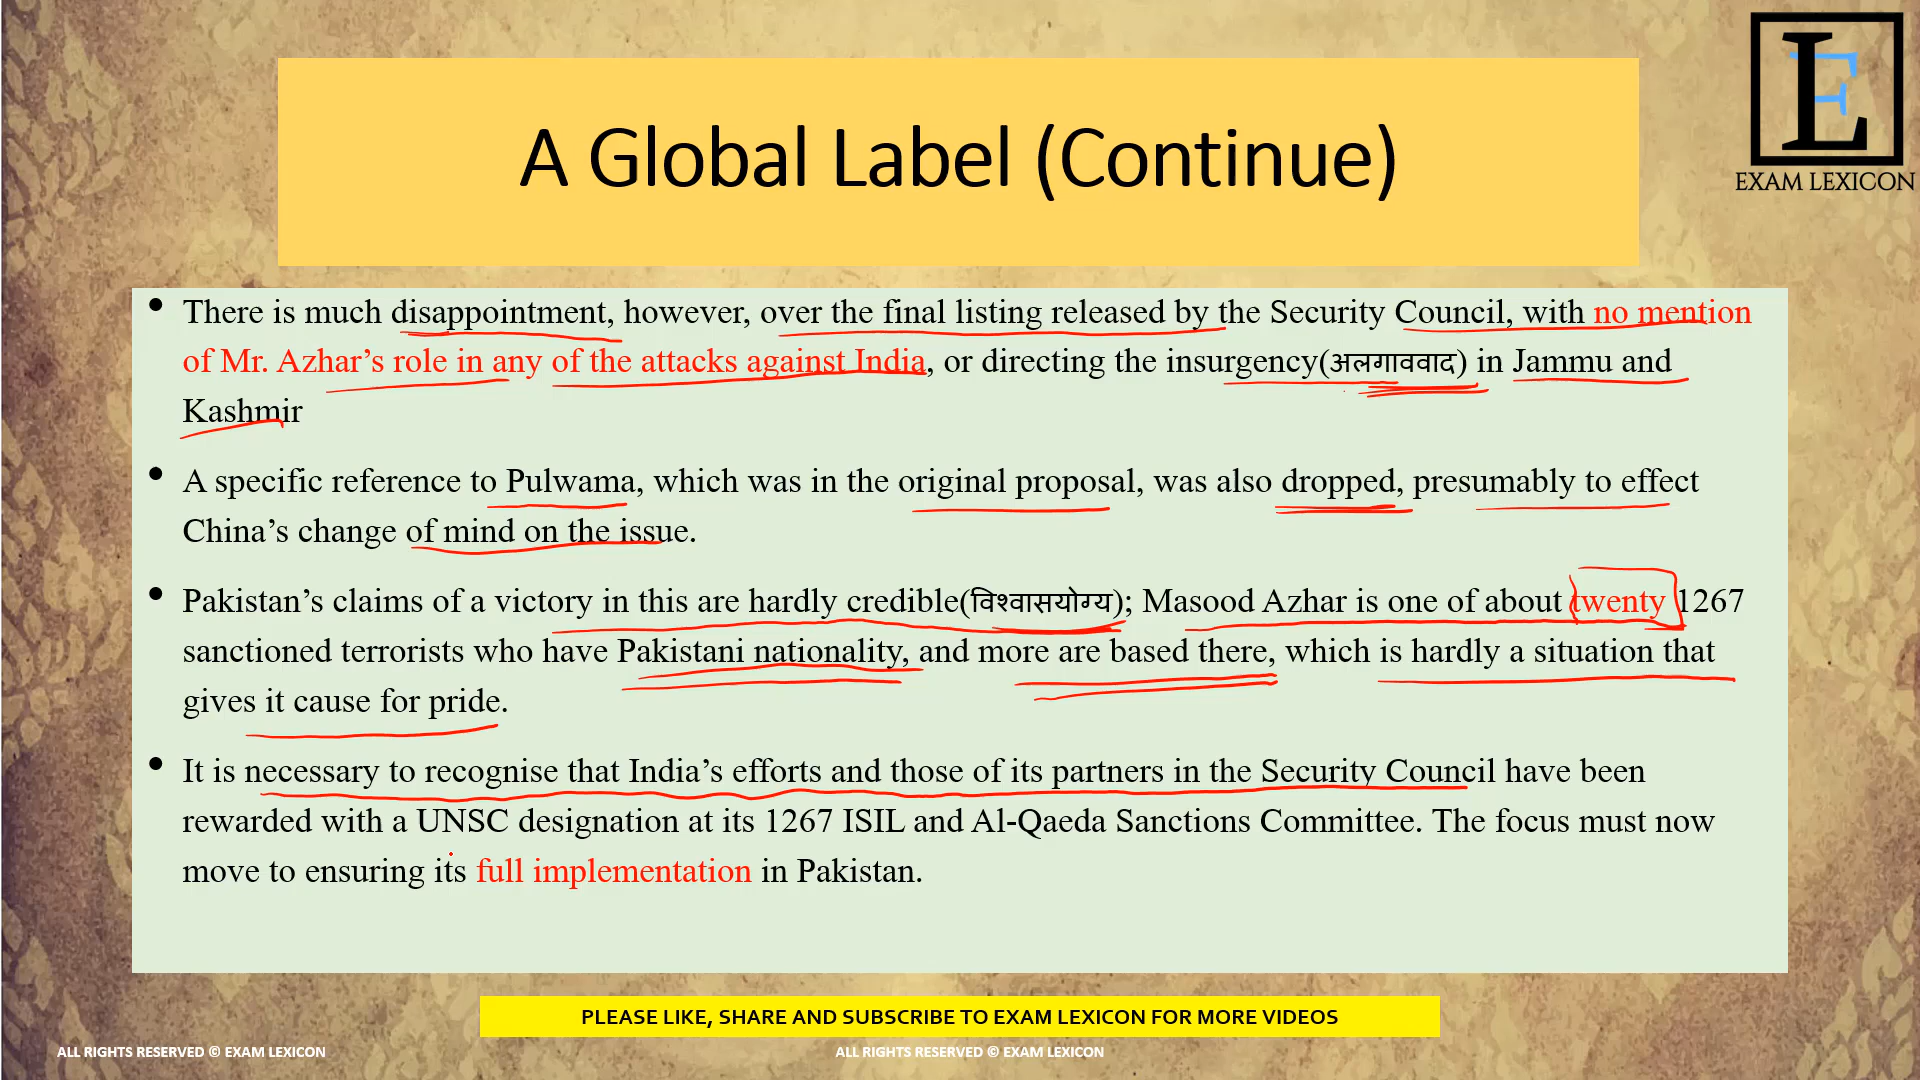 A Global Label (Continue)
EXAM LEXICON
• There is much disappointment, however, over the final listing released by the Security Council, with no mention
of Mr. Azhar’s role in any of the attacks against India, or directing the insurgency(अलगाववाद) in Jammu and
Kashmir
• A specific reference to Pulwama, which was in the original proposal, was also dropped, presumably to effect
China’s change of mind on the issue.
• Pakistan’s claims of a victory in this are hardly credible(विश्वासयोग्य); Masood Azhar is one of about twenty 1267
sanctioned terrorists who have Pakistani nationality, and more are based there, which is hardly a situation that
gives it cause for pride.
• It is necessary to recognise that India’s efforts and those of its partners in the Security Council have been
rewarded with a UNSC designation at its 1267 ISIL and Al-Qaeda Sanctions Committee. The focus must now
move to ensuring its full implementation in Pakistan.
PLEASE LIKE, SHARE AND SUBSCRIBE TO EXAM LEXICON FOR MORE VIDEOS
ALL RIGHTS RESERVED © EXAM LEXICON
ALL RIGHTS RESERVED © EXAM LEXICON